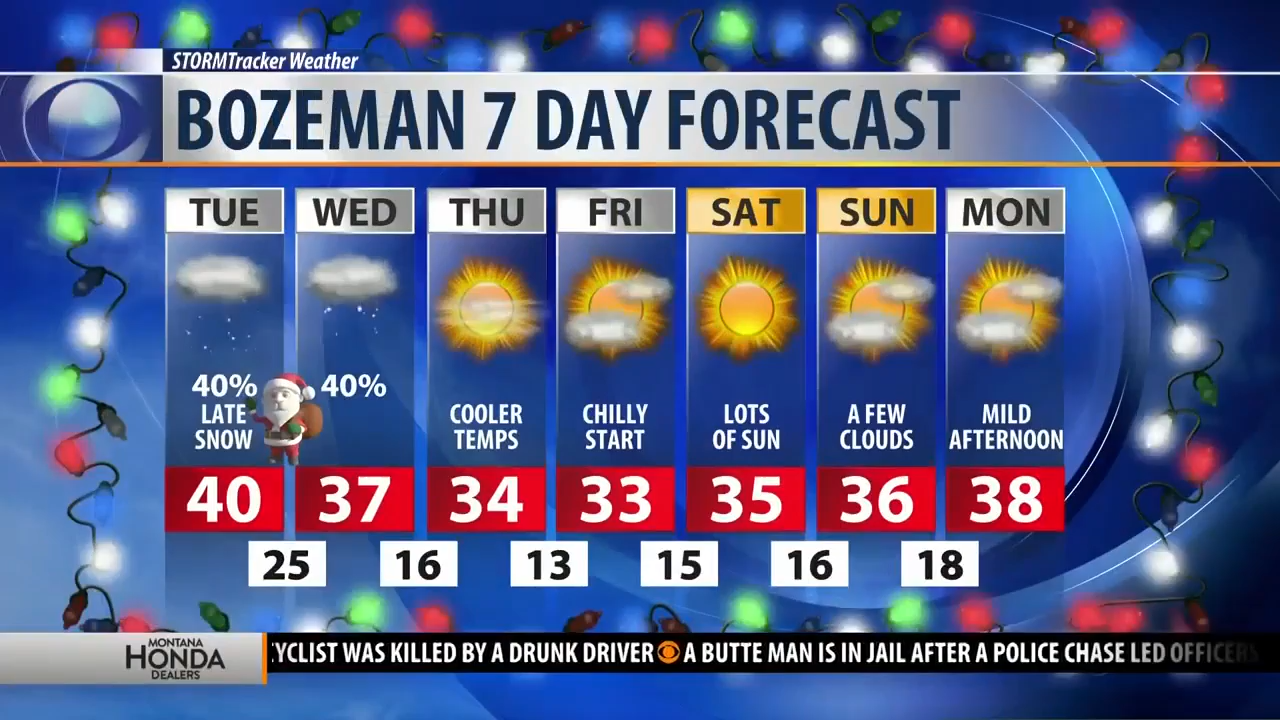 STORMTracker Weather
BOZEMAN 7 DAY FORECAST
TUE WED THU FRI SAT SUN MON
40% 40%
LATE COOLER CHILLY LOTS A FEW MILD
SNOW TEMPS START OF SUN CLOUDS AFTERNOON
40 37 34 33 35 36 38
25 16 13 15 16 18
MONTANA
HONDA
DEALERS
YCLIST WAS KILLED BY A DRUNK DRIVER A BUTTE MAN IS IN JAIL AFTER A POLICE CHASE LED OFFICERS